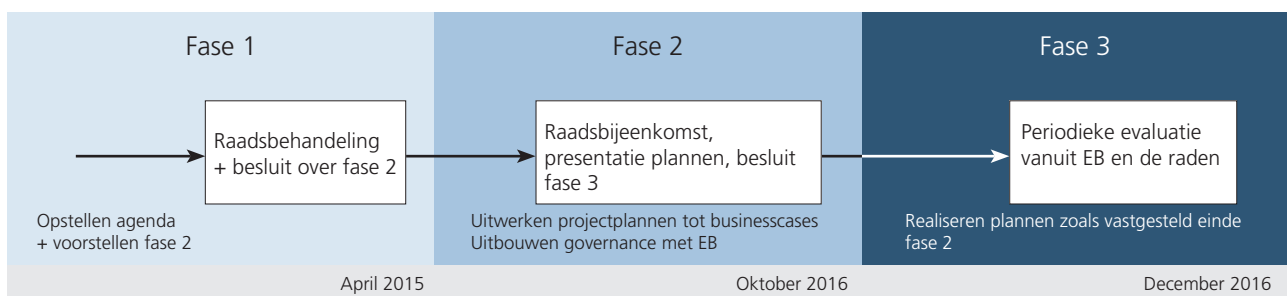 Fase 1
Raadsbehandeling
+ besluit over fase 2
Opstellen agenda
+ voorstellen fase 2
April 2015
Fase 2
Raadsbijeenkomst,
presentatie plannen, besluit
fase 3
Uitwerken projectplannen tot businesscases
Uitbouwen governance met EB
Oktober 2016
Fase 3
Periodieke evaluatie
vanuit EB en de raden
Realiseren plannen zoals vastgesteld einde
fase 2
December 2016